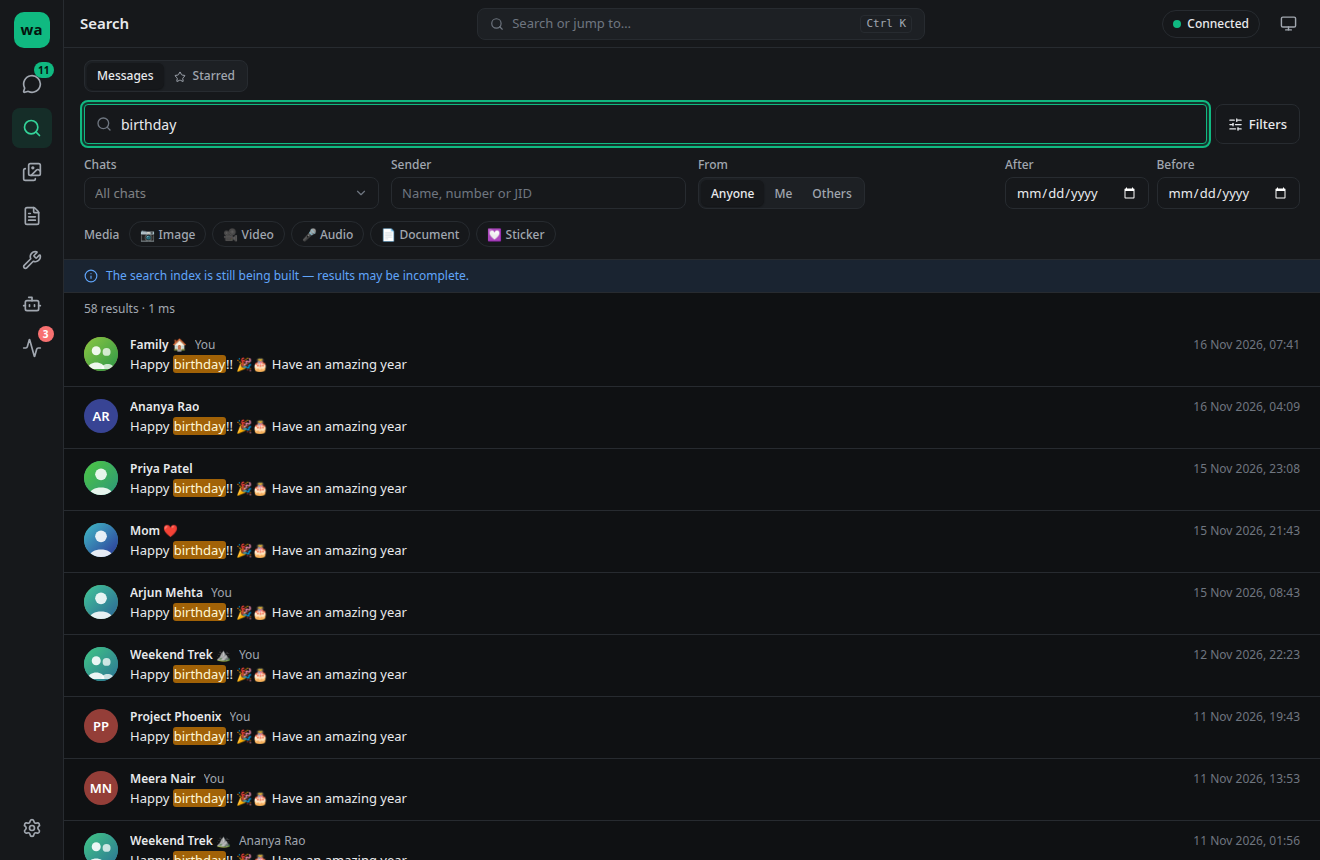 wa
Search
Search or jump to...
Ctrl K
Connected
11
Messages
Starred
birthday
Filters
Chats
Sender
From
After
Before
All chats
Name, number or JID
Anyone
Me
Others
mm/dd/yyyy
mm/dd/yyyy
Media
📷 Image
🎥 Video
🎤 Audio
📄 Document
💟 Sticker
The search index is still being built — results may be incomplete.
58 results · 1 ms
3
Family 🏠 You
16 Nov 2026, 07:41
Happy birthday!! 🎉🎂 Have an amazing year
AR
Ananya Rao
16 Nov 2026, 04:09
Happy birthday!! 🎉🎂 Have an amazing year
Priya Patel
15 Nov 2026, 23:08
Happy birthday!! 🎉🎂 Have an amazing year
Mom ❤️
15 Nov 2026, 21:43
Happy birthday!! 🎉🎂 Have an amazing year
Arjun Mehta You
15 Nov 2026, 08:43
Happy birthday!! 🎉🎂 Have an amazing year
Weekend Trek ⛰️ You
12 Nov 2026, 22:23
Happy birthday!! 🎉🎂 Have an amazing year
PP
Project Phoenix You
11 Nov 2026, 19:43
Happy birthday!! 🎉🎂 Have an amazing year
MN
Meera Nair You
11 Nov 2026, 13:53
Happy birthday!! 🎉🎂 Have an amazing year
Weekend Trek ⛰️ Ananya Rao
11 Nov 2026, 01:56
Happy birthday!! 🎉🎂 Have an amazing year